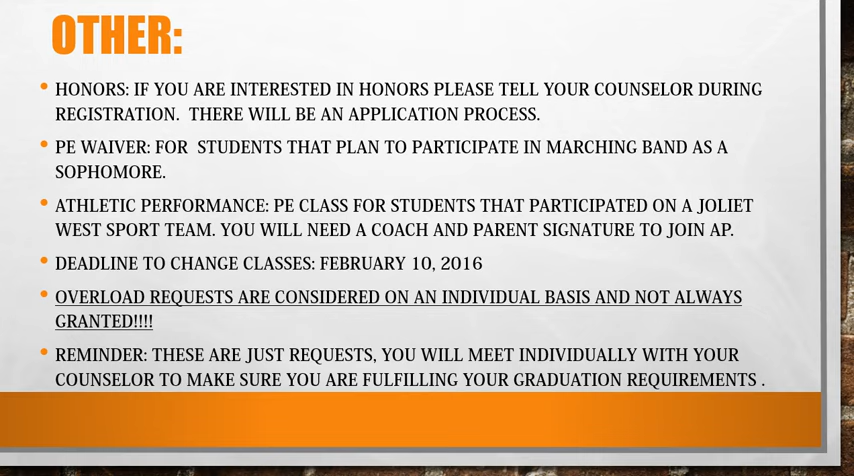 OTHER:
• HONORS: IF YOU ARE INTERESTED IN HONORS PLEASE TELL YOUR COUNSELOR DURING
REGISTRATION.  THERE WILL BE AN APPLICATION PROCESS.
• PE WAIVER: FOR  STUDENTS THAT PLAN TO PARTICIPATE IN MARCHING BAND AS A
SOPHOMORE.
• ATHLETIC PERFORMANCE: PE CLASS FOR STUDENTS THAT PARTICIPATED ON A JOLIET
WEST SPORT TEAM. YOU WILL NEED A COACH AND PARENT SIGNATURE TO JOIN AP.
• DEADLINE TO CHANGE CLASSES: FEBRUARY 10, 2016
• OVERLOAD REQUESTS ARE CONSIDERED ON AN INDIVIDUAL BASIS AND NOT ALWAYS
GRANTED!!!!
• REMINDER: THESE ARE JUST REQUESTS, YOU WILL MEET INDIVIDUALLY WITH YOUR
COUNSELOR TO MAKE SURE YOU ARE FULFILLING YOUR GRADUATION REQUIREMENTS .